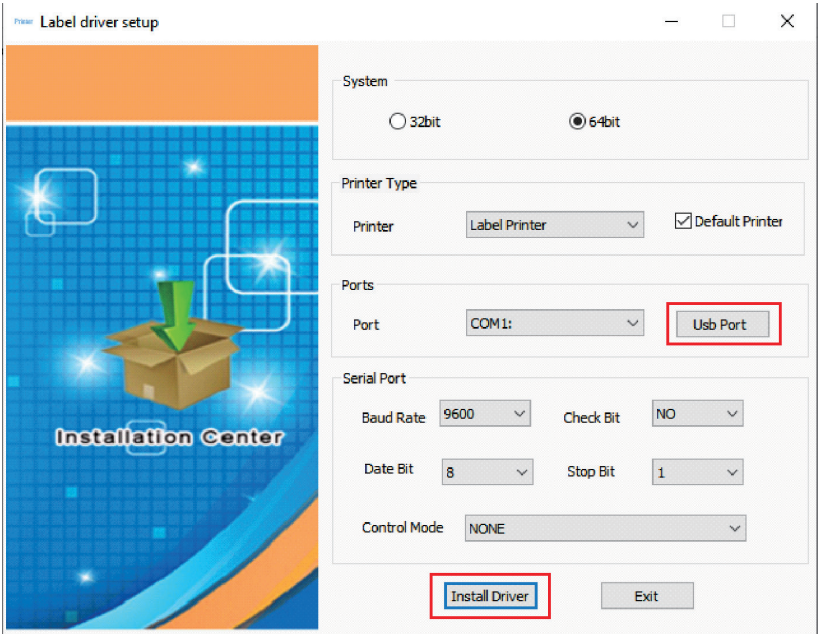 Printer Label driver setup
System
32bit
64bit
Printer Type
Printer
Label Printer
Default Printer
Ports
Port
COM1:
Usb Port
Serial Port
Baud Rate
9600
Check Bit
NO
Date Bit
8
Stop Bit
1
Control Mode
NONE
Installation Center
Install Driver
Exit